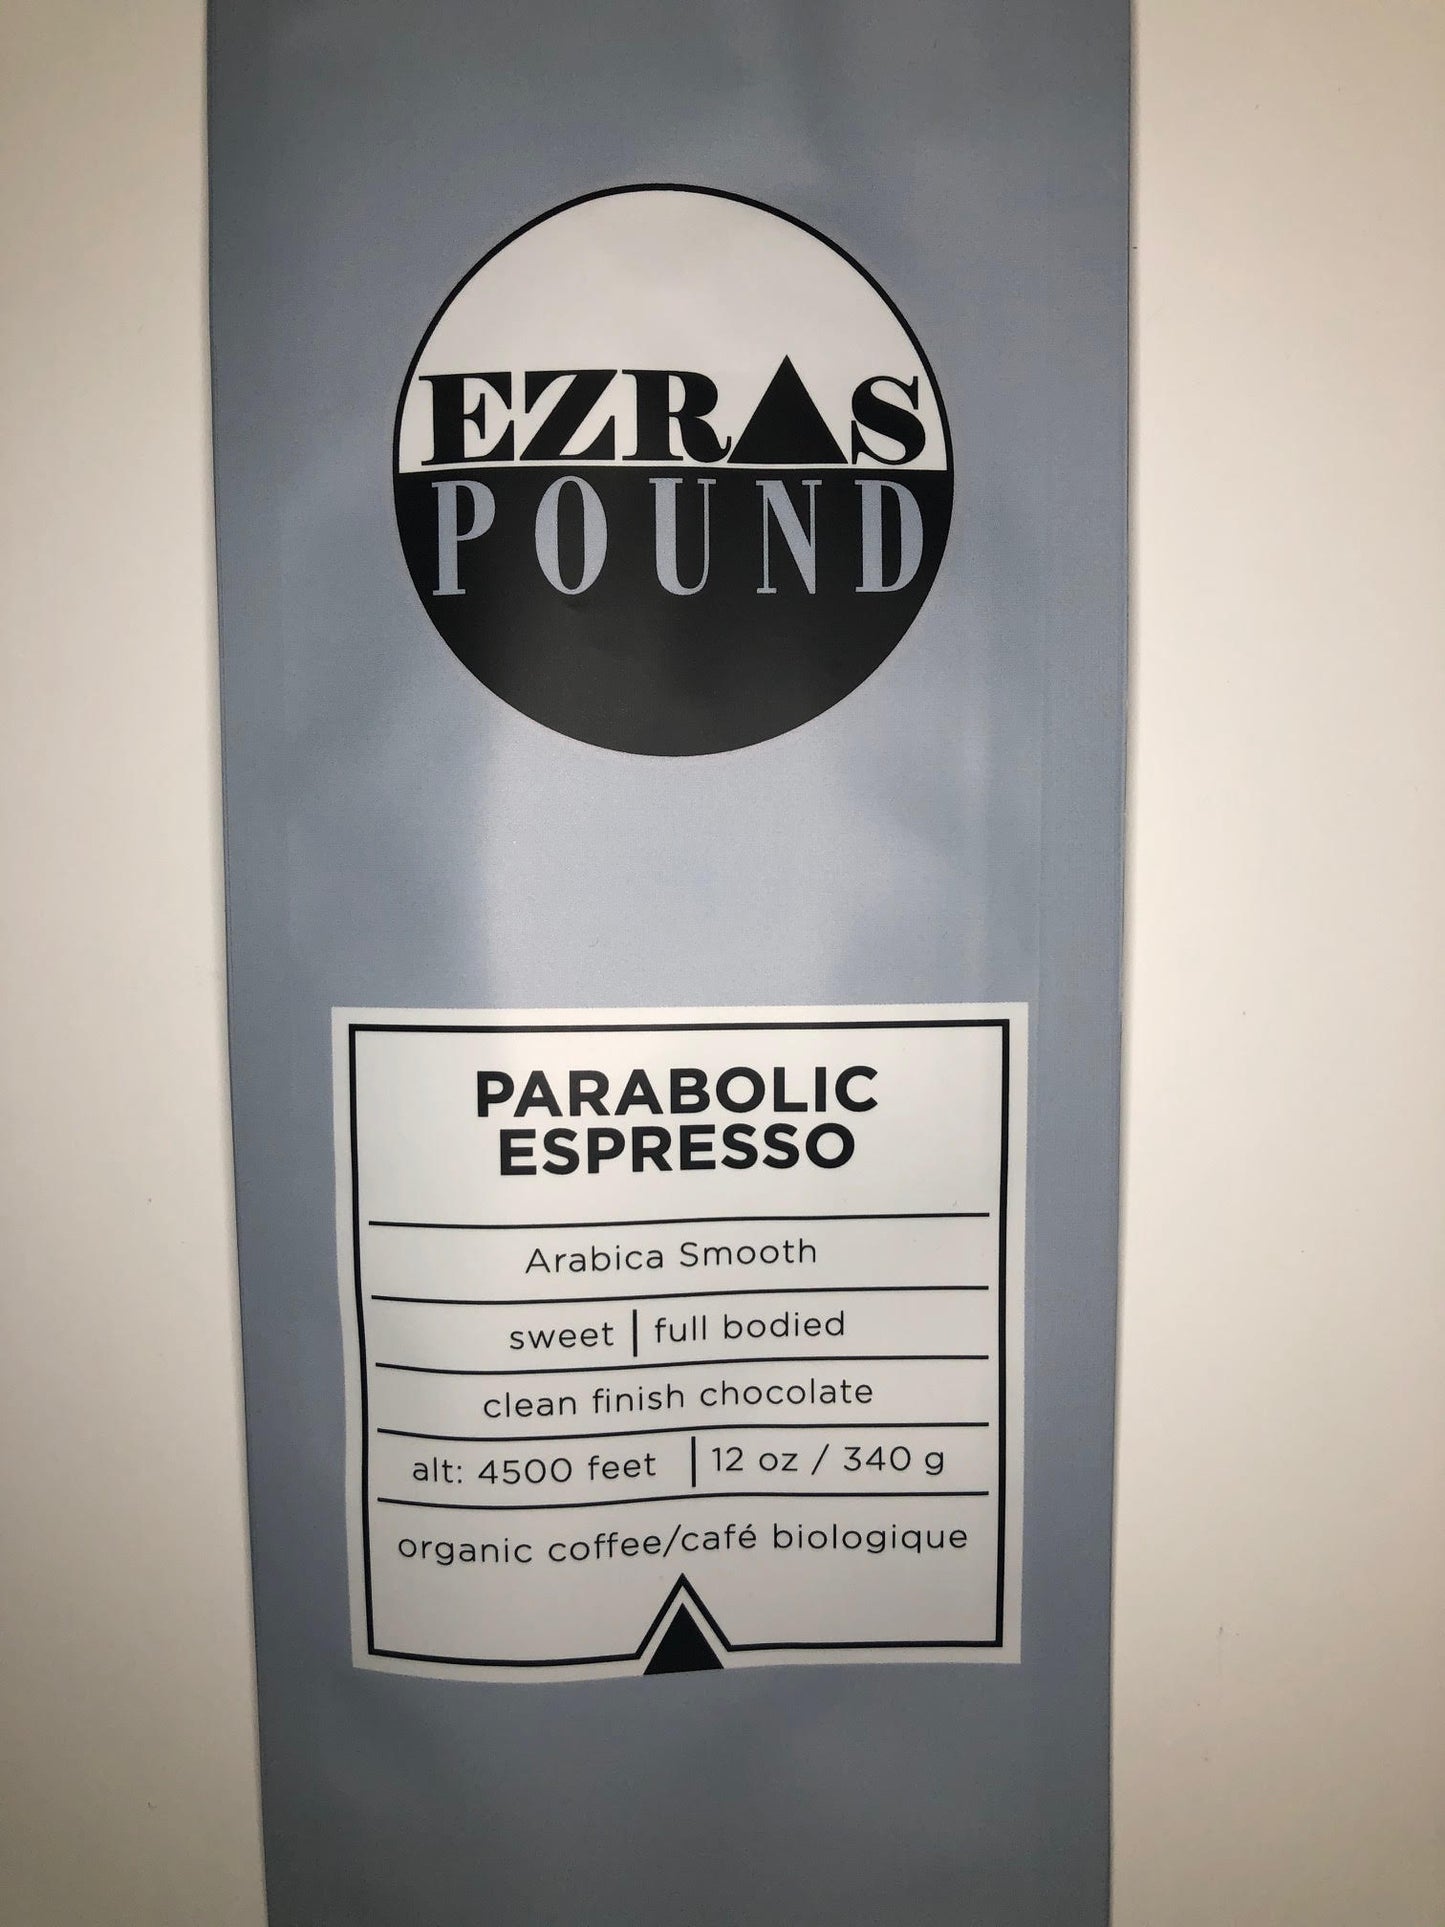 EZRAS
POUND
PARABOLIC
ESPRESSO
Arabica Smooth
sweet | full bodied
clean finish chocolate
alt: 4500 feet | 12 oz / 340 g
organic coffee/café biologique